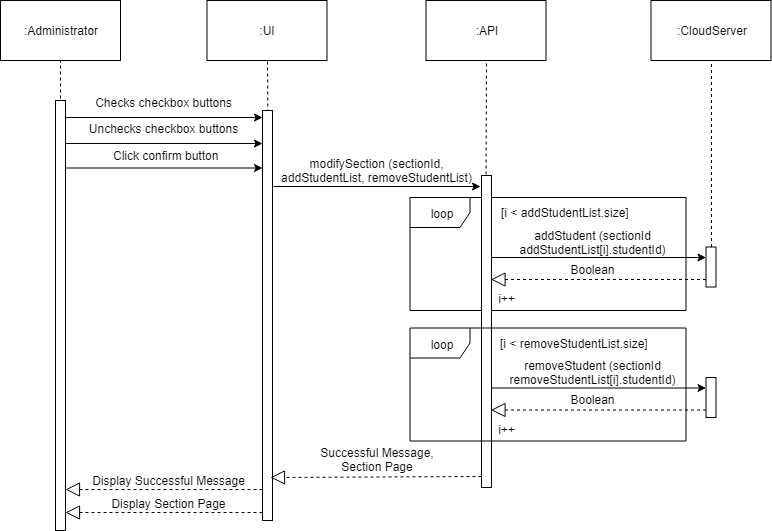 :Administrator
:UI
:API
:CloudServer
Checks checkbox buttons
Unchecks checkbox buttons
Click confirm button
modifySection (sectionId,
addStudentList, removeStudentList)
loop
[i < addStudentList.size]
addStudent (sectionId
addStudentList[i].studentId)
Boolean
i++
loop
[i < removeStudentList.size]
removeStudent (sectionId
removeStudentList[i].studentId)
Boolean
i++
Successful Message,
Section Page
Display Successful Message
Display Section Page